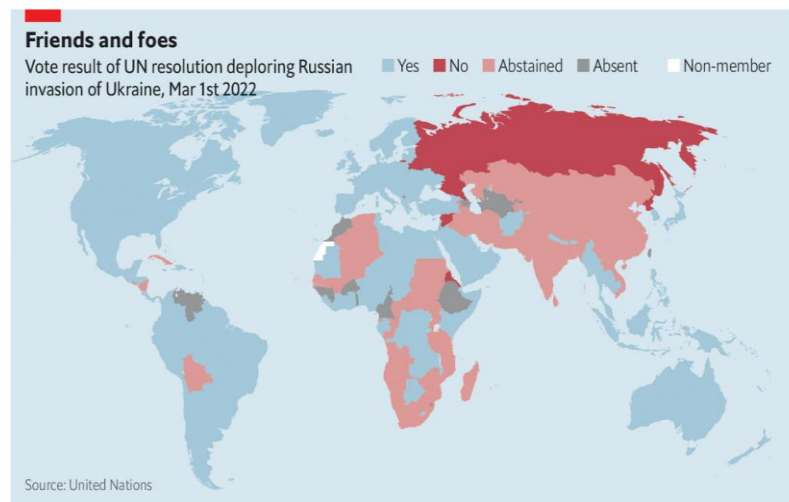 Friends and foes
Vote result of UN resolution deploring Russian
invasion of Ukraine, Mar 1st 2022
Yes No Abstained Absent Non-member
Source: United Nations